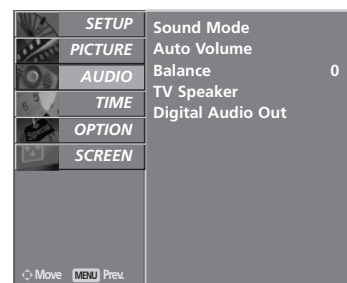 SETUP
PICTURE
AUDIO
TIME
OPTION
SCREEN
Sound Mode
Auto Volume
Balance 0
TV Speaker
Digital Audio Out
Move MENU Prev.